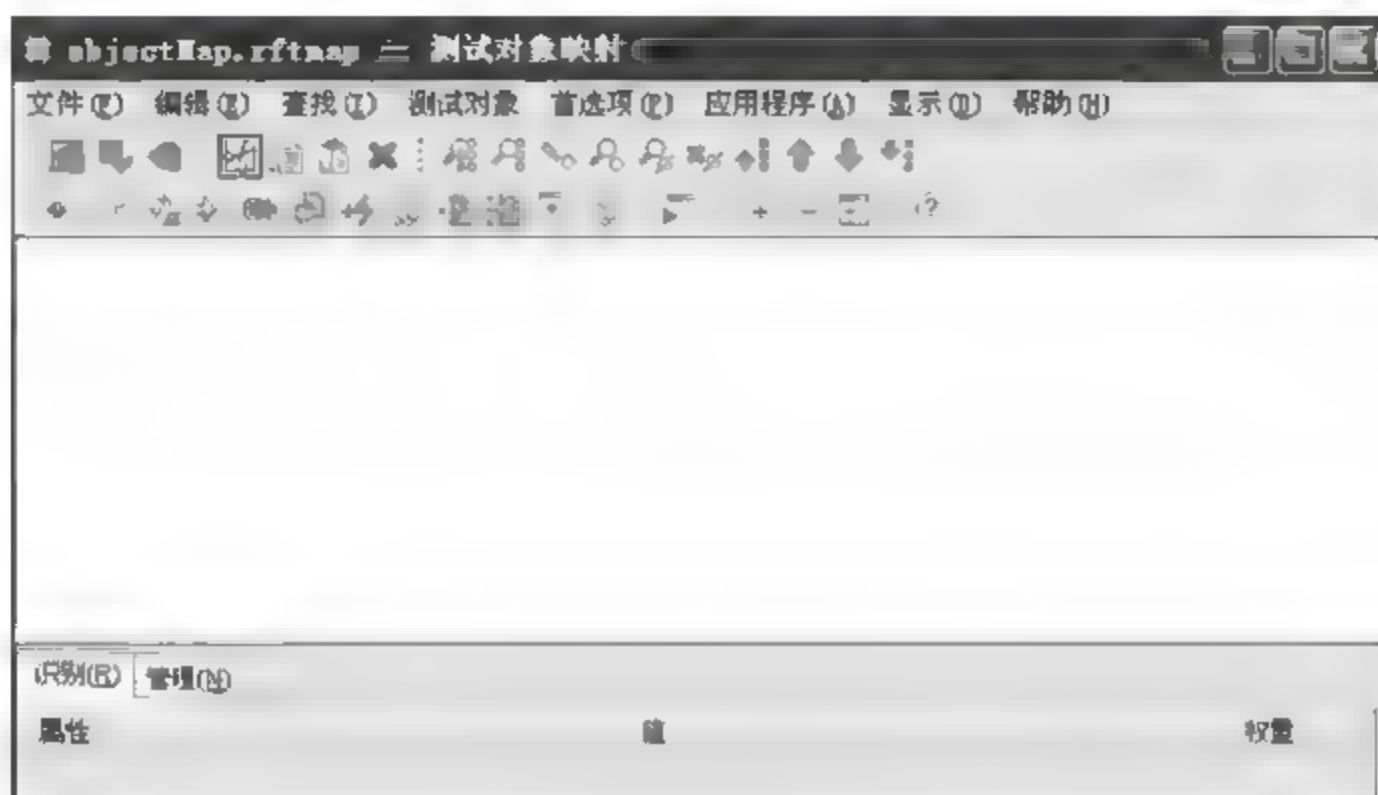 objectMap.rftmap - 测试对象映射
文件(F) 编辑(E) 查找(I) 测试对象 首选项(P) 应用程序(A) 显示(D) 帮助(H)
识别(R) 管理(N)
属性 值 权重